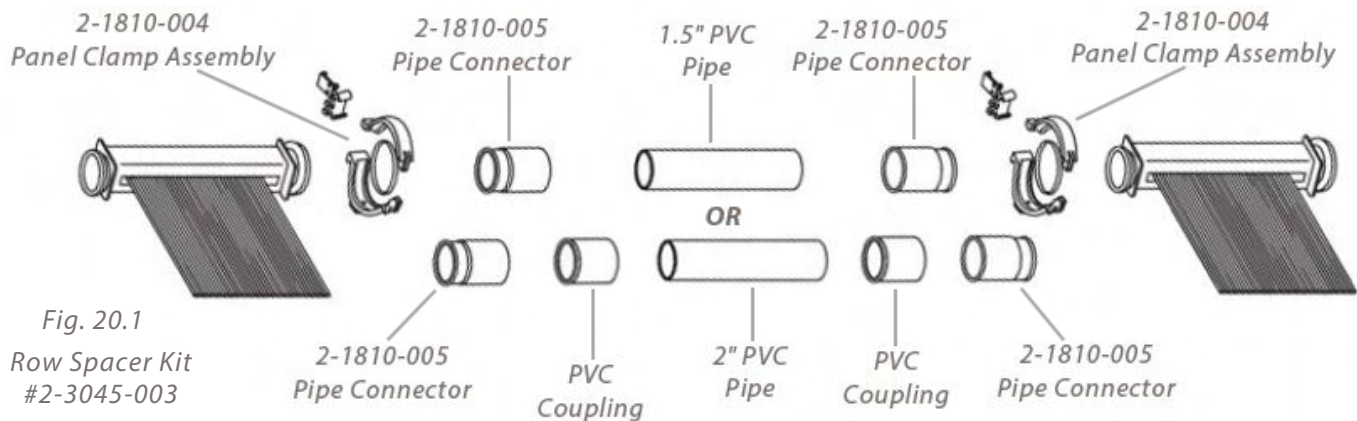 2-1810-004
Panel Clamp Assembly
2-1810-005
Pipe Connector
1.5" PVC
Pipe
2-1810-005
Pipe Connector
2-1810-004
Panel Clamp Assembly
OR
Fig. 20.1
Row Spacer Kit
#2-3045-003
2-1810-005
Pipe Connector
PVC
Coupling
2" PVC
Pipe
PVC
Coupling
2-1810-005
Pipe Connector